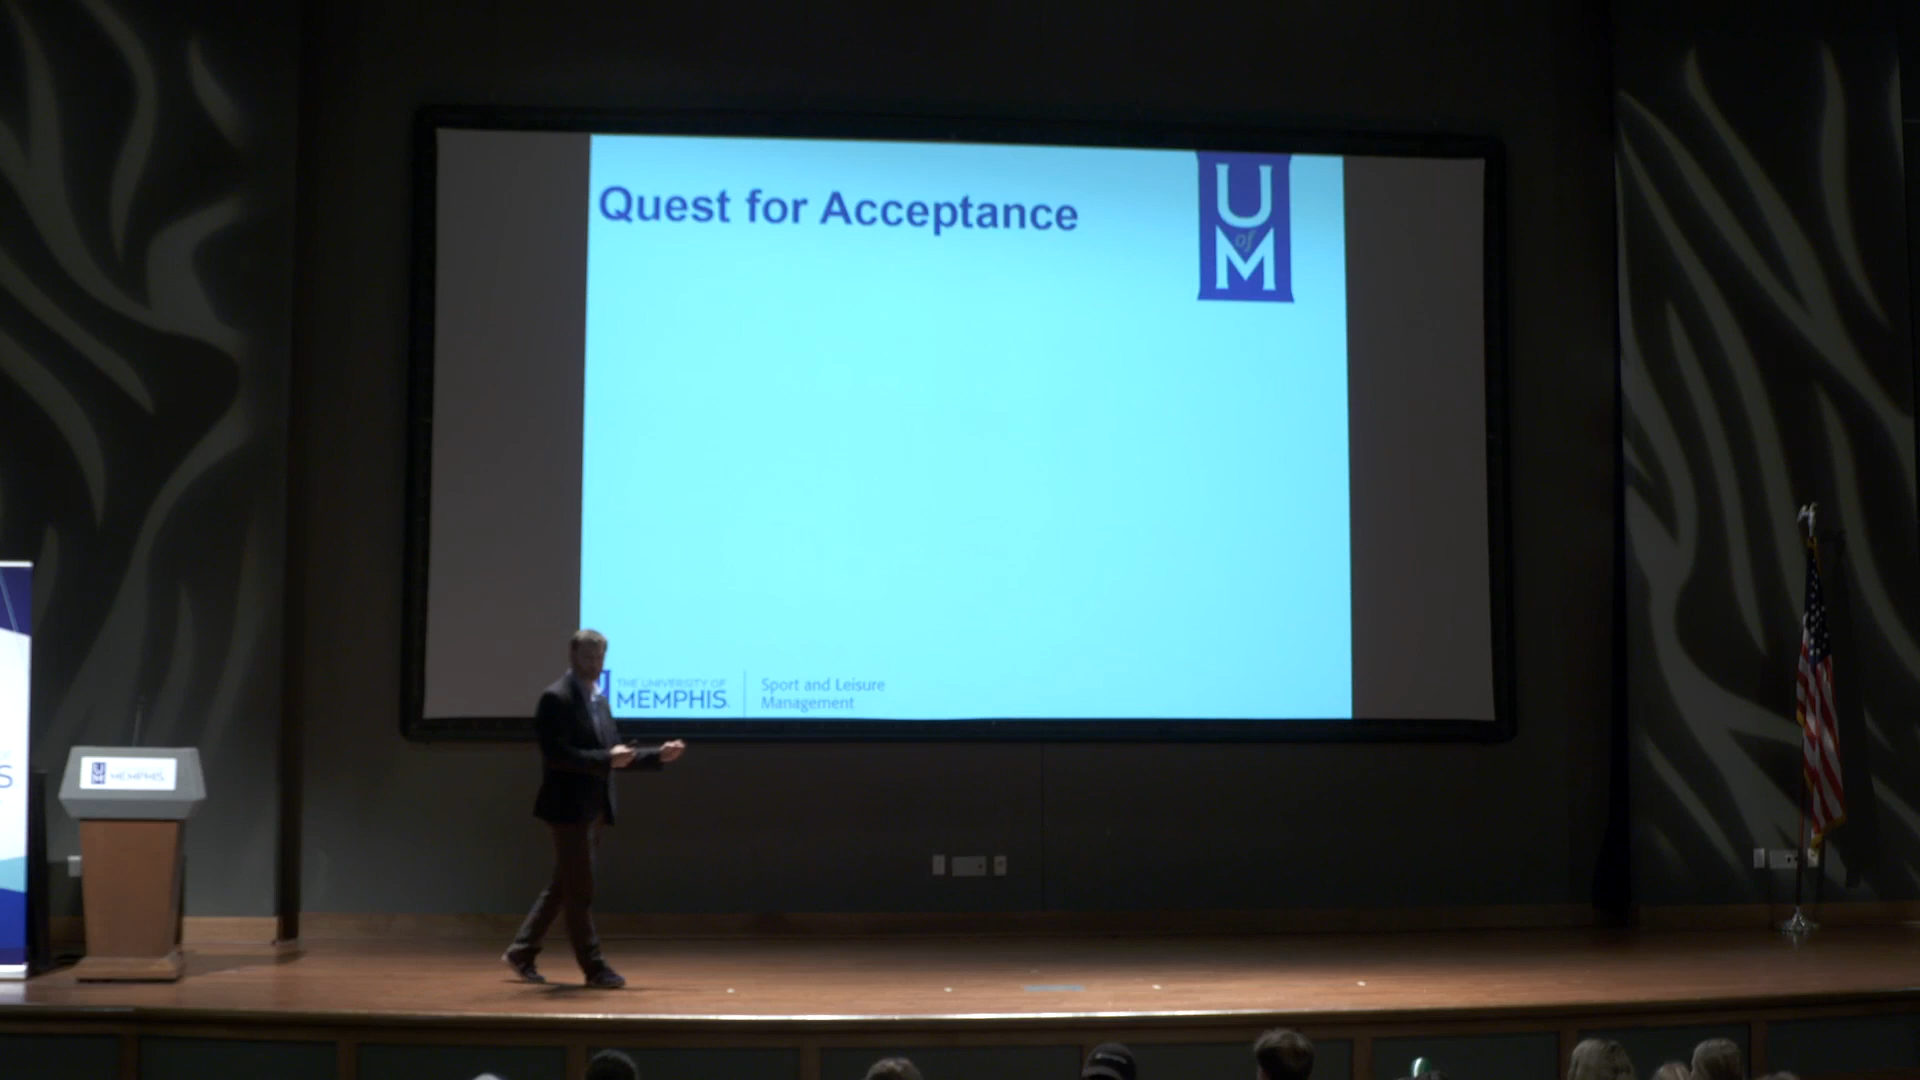 Quest for Acceptance
U
of
M
THE UNIVERSITY OF
MEMPHIS.
Sport and Leisure
Management
MEMPHIS
S